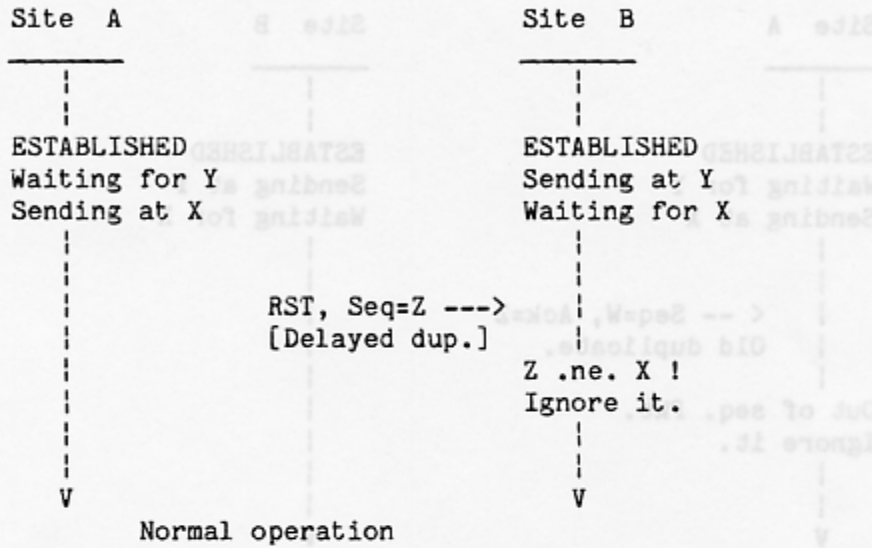 Site A Site B
ESTABLISHED ESTABLISHED
Waiting for Y Sending at Y
Sending at X Waiting for X
RST, Seq=Z --->
[Delayed dup.]
Z .ne. X !
Ignore it.
V V
Normal operation